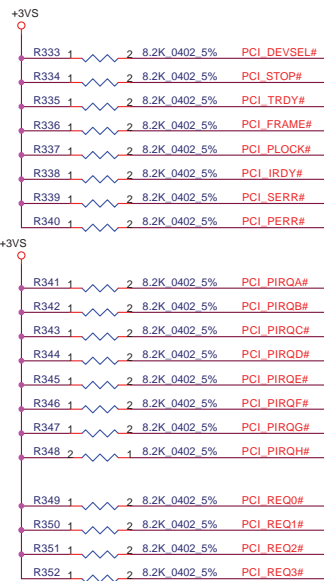 +3VS
R333 1 2 8.2K_0402_5% PCI_DEVSEL#
R334 1 2 8.2K_0402_5% PCI_STOP#
R335 1 2 8.2K_0402_5% PCI_TRDY#
R336 1 2 8.2K_0402_5% PCI_FRAME#
R337 1 2 8.2K_0402_5% PCI_PLOCK#
R338 1 2 8.2K_0402_5% PCI_IRDY#
R339 1 2 8.2K_0402_5% PCI_SERR#
R340 1 2 8.2K_0402_5% PCI_PERR#
+3VS
R341 1 2 8.2K_0402_5% PCI_PIRQA#
R342 1 2 8.2K_0402_5% PCI_PIRQB#
R343 1 2 8.2K_0402_5% PCI_PIRQC#
R344 1 2 8.2K_0402_5% PCI_PIRQD#
R345 1 2 8.2K_0402_5% PCI_PIRQE#
R346 1 2 8.2K_0402_5% PCI_PIRQF#
R347 1 2 8.2K_0402_5% PCI_PIRQG#
R348 2 1 8.2K_0402_5% PCI_PIRQH#
R349 1 2 8.2K_0402_5% PCI_REQ0#
R350 1 2 8.2K_0402_5% PCI_REQ1#
R351 1 2 8.2K_0402_5% PCI_REQ2#
R352 1 2 8.2K_0402_5% PCI_REQ3#